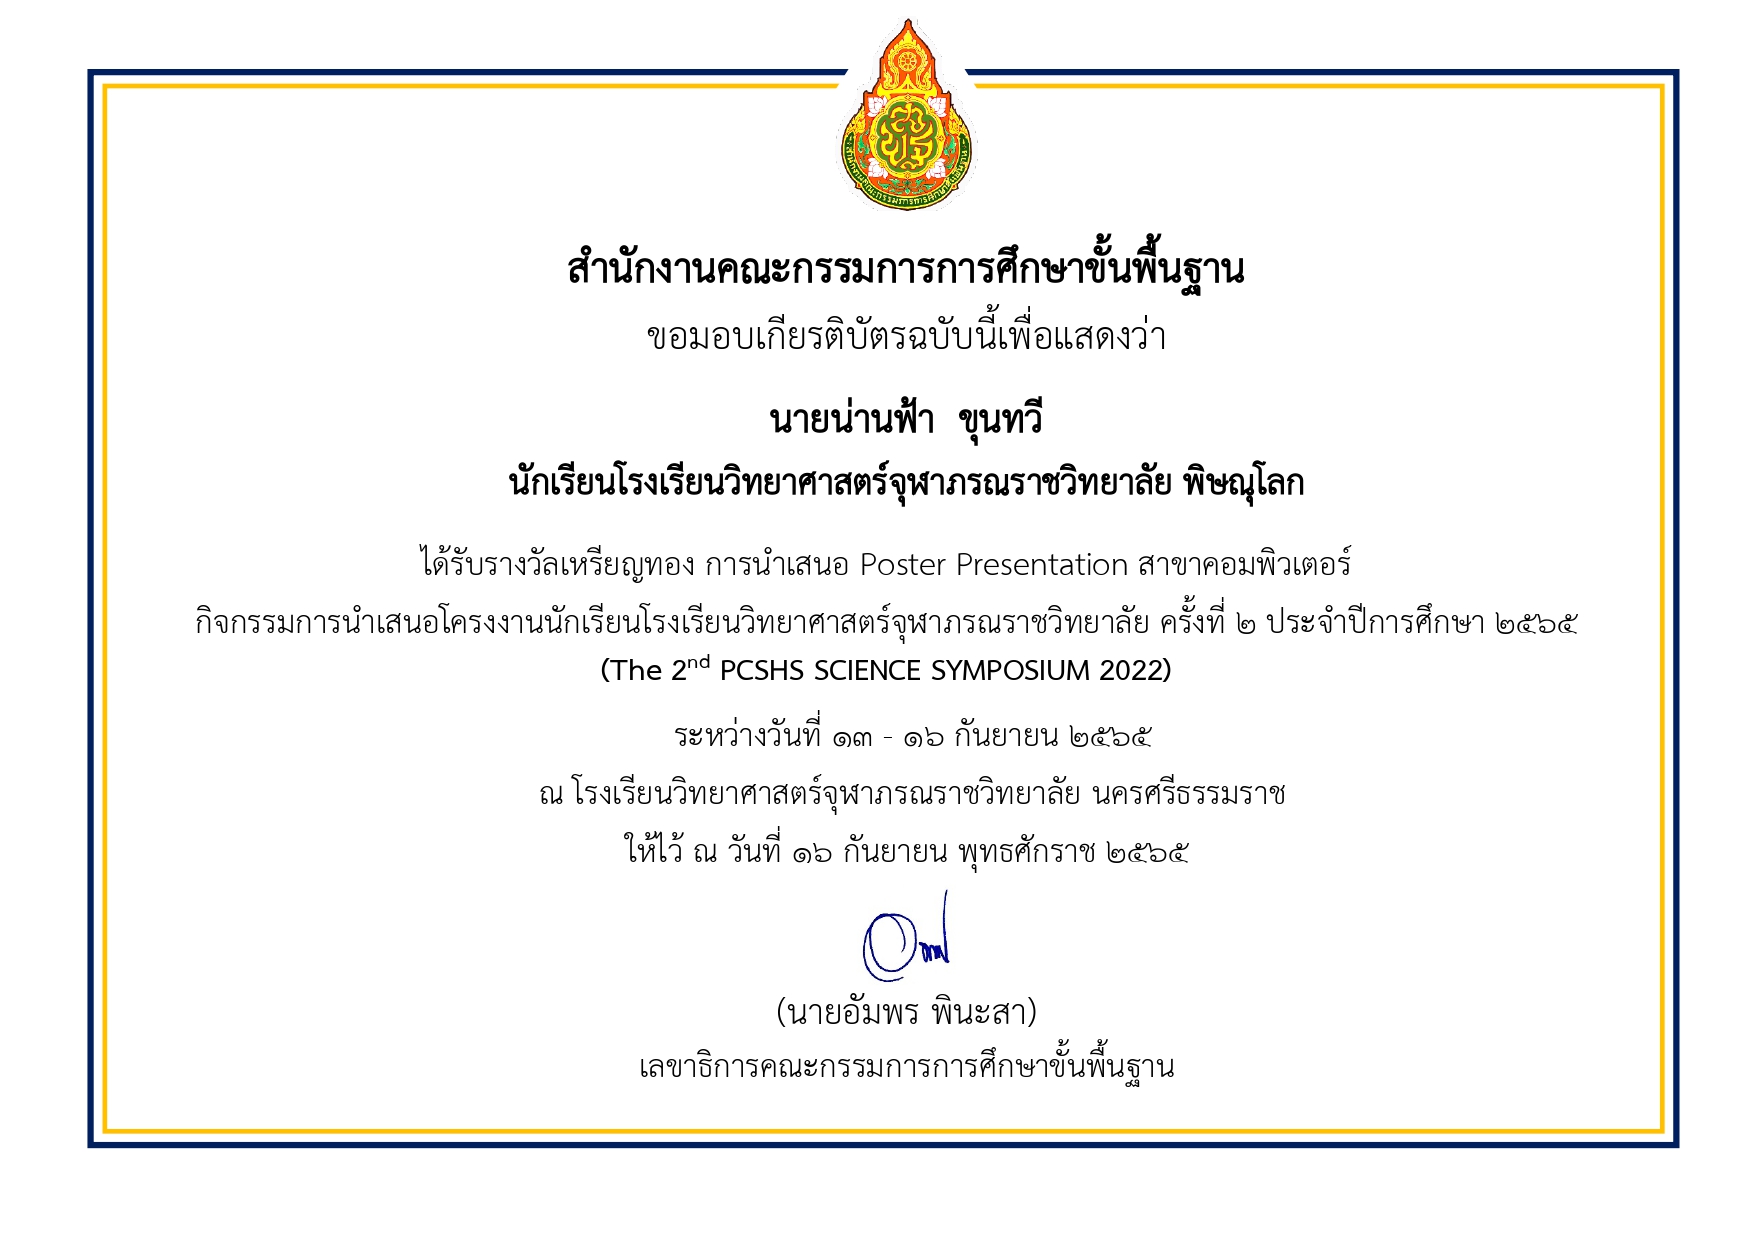 สำนักงานคณะกรรมการการศึกษาขั้นพื้นฐาน
ขอมอบเกียรติบัตรฉบับนี้เพื่อแสดงว่า
นายน่านฟ้า ขุนทวี
นักเรียนโรงเรียนวิทยาศาสตร์จุฬาภรณราชวิทยาลัย พิษณุโลก
ได้รับรางวัลเหรียญทอง การนำเสนอ Poster Presentation สาขาคอมพิวเตอร์
กิจกรรมการนำเสนอโครงงานนักเรียนโรงเรียนวิทยาศาสตร์จุฬาภรณราชวิทยาลัย ครั้งที่ ๒ ประจำปีการศึกษา ๒๕๖๕
(The 2nd PCSHS SCIENCE SYMPOSIUM 2022)
ระหว่างวันที่ ๑๓ - ๑๖ กันยายน ๒๕๖๕
ณ โรงเรียนวิทยาศาสตร์จุฬาภรณราชวิทยาลัย นครศรีธรรมราช
ให้ไว้ ณ วันที่ ๑๖ กันยายน พุทธศักราช ๒๕๖๕
(นายอัมพร พินะสา)
เลขาธิการคณะกรรมการการศึกษาขั้นพื้นฐาน